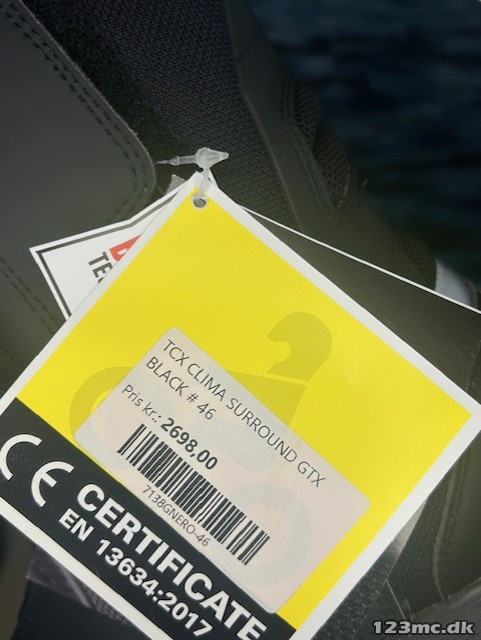 TE
TCX CLIMA SURROUND GTX
BLACK # 46
Pris kr.: 2698,00
7138GNERO-46
CE CERTIFICATE
EN 13634:2017
123mc.dk